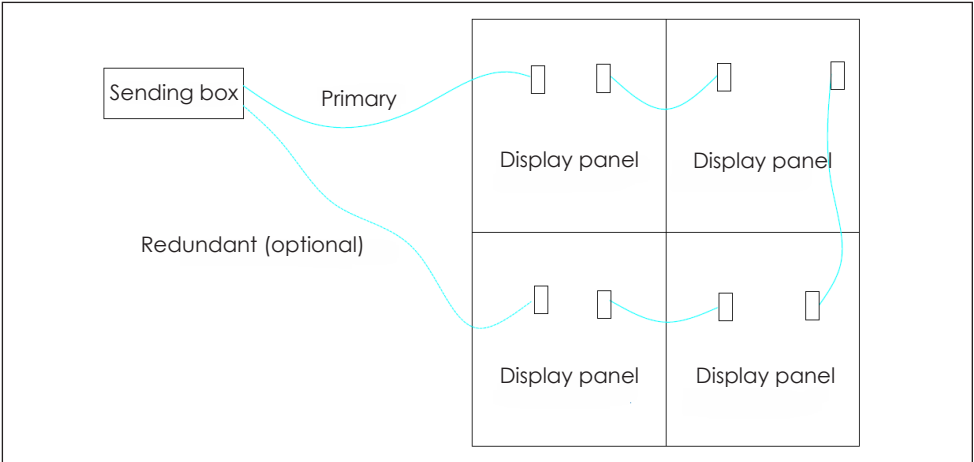 Sending box
Primary
Display panel
Display panel
Redundant (optional)
Display panel
Display panel